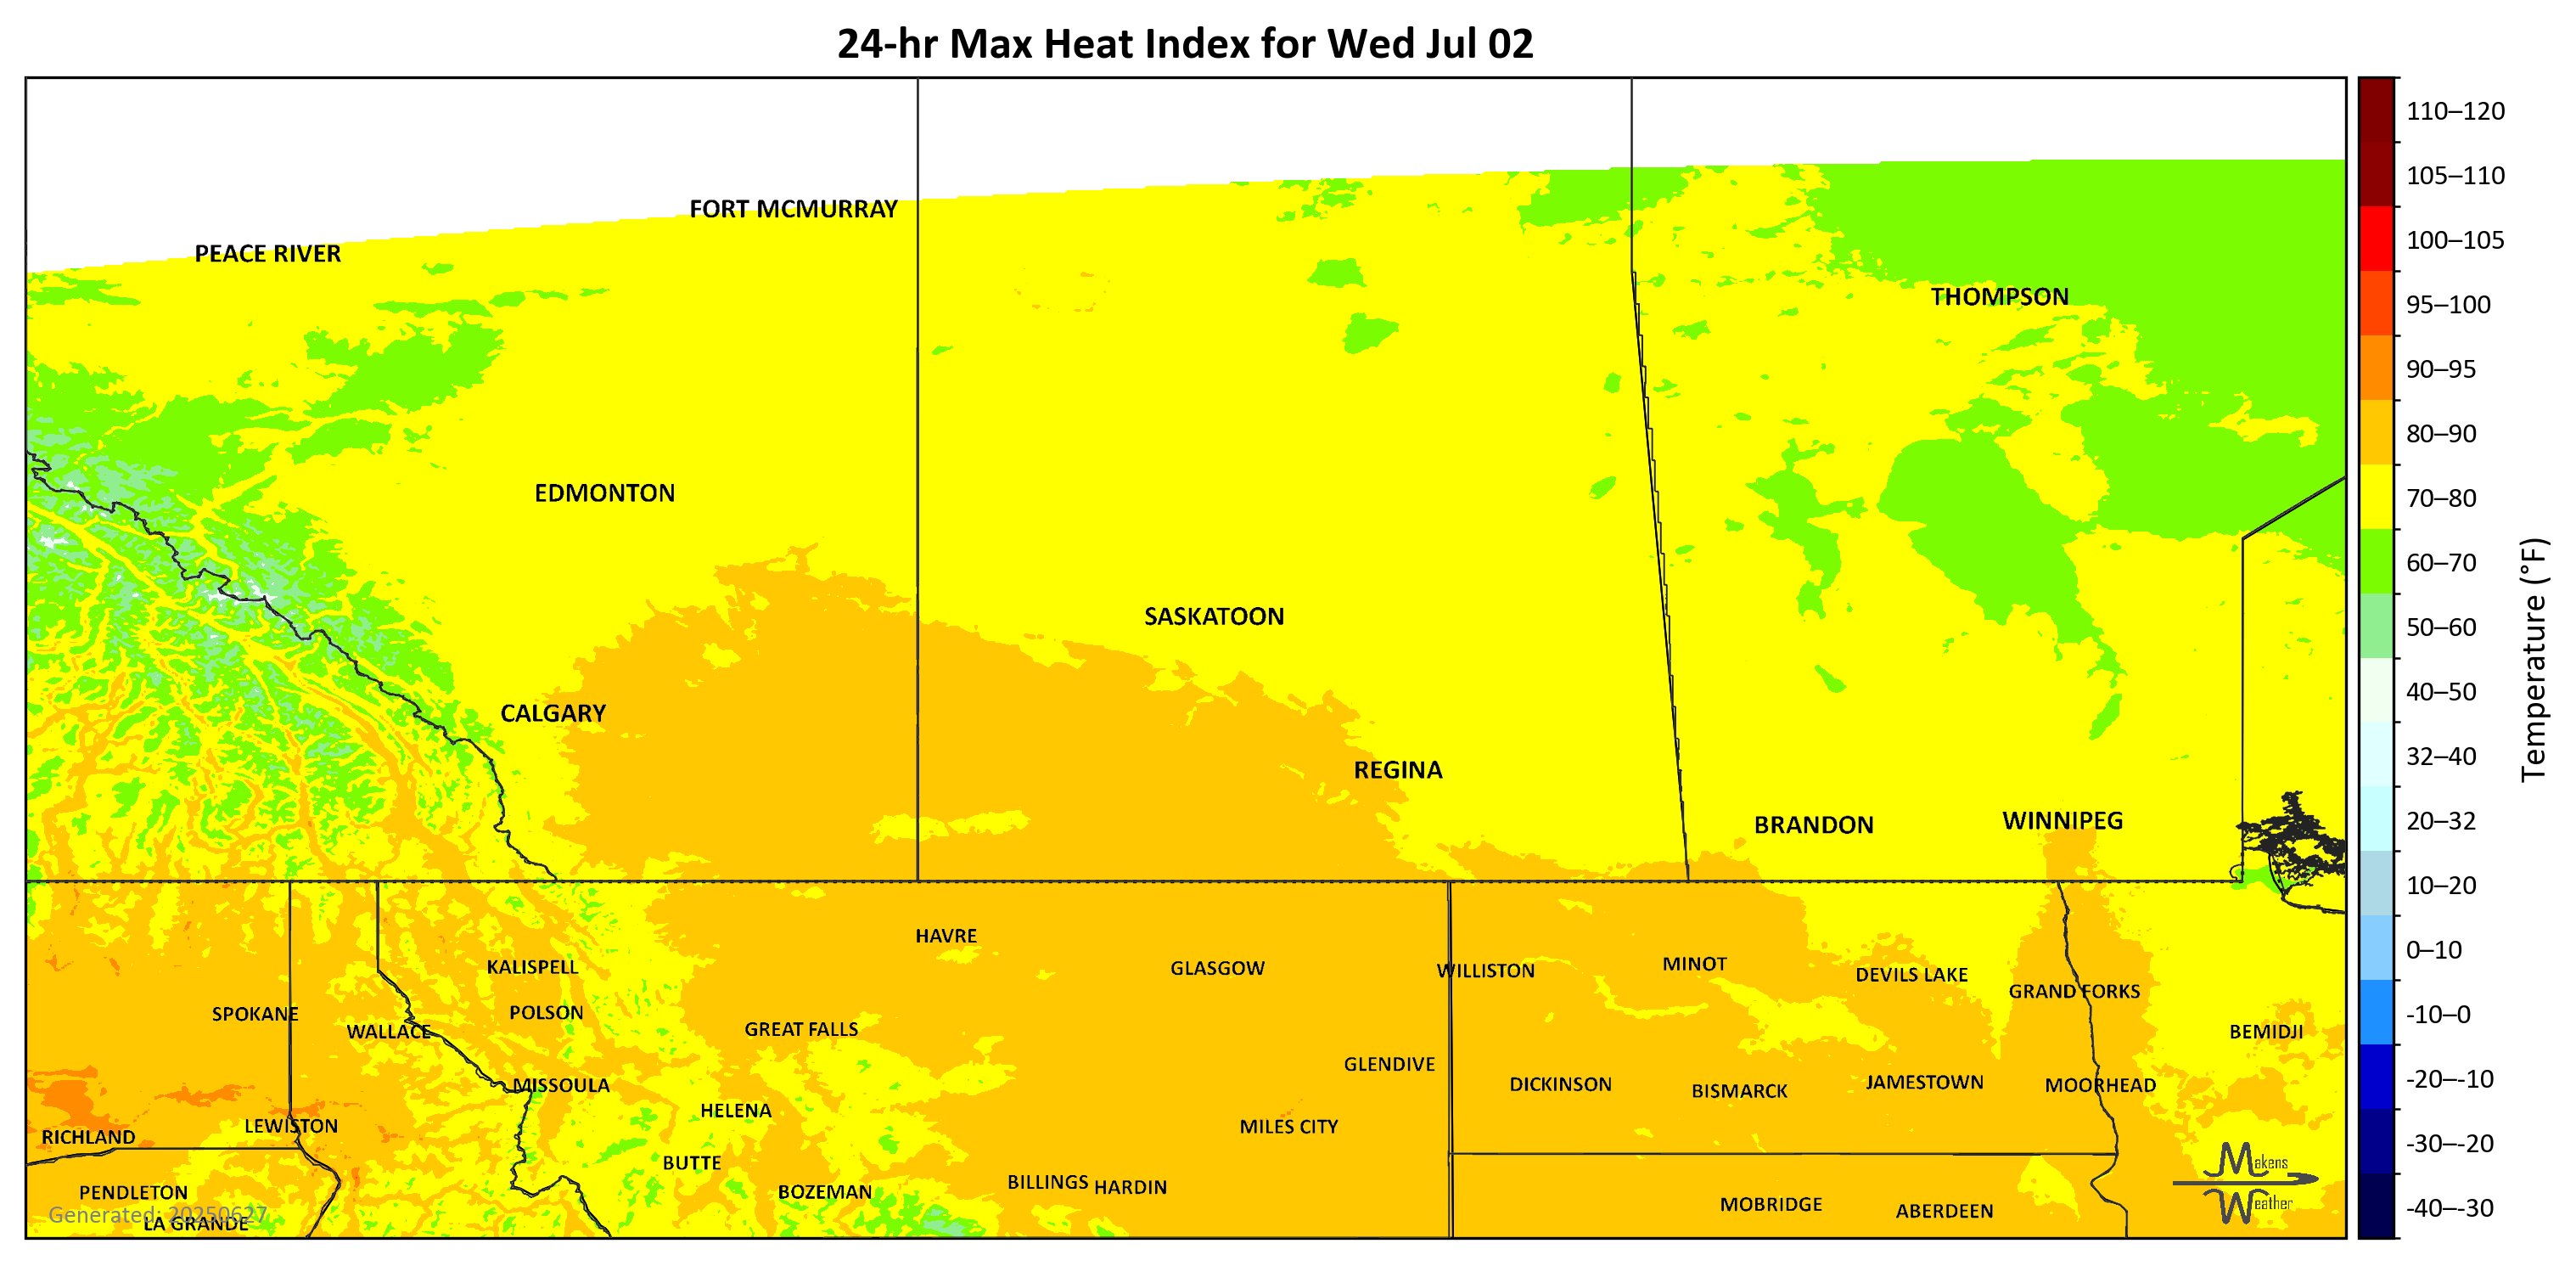 24-hr Max Heat Index for Wed Jul 02
FORT MCMURRAY
PEACE RIVER
THOMPSON
EDMONTON
SASKATOON
CALGARY
REGINA
BRANDON
WINNIPEG
HAVRE
KALISPELL
GLASGOW
WILLISTON
MINOT
DEVILS LAKE
GRAND FORKS
SPOKANE
POLSON
WALLACE
GREAT FALLS
BEMIDJI
GLENDIVE
MISSOULA
DICKINSON
BISMARCK
JAMESTOWN
MOORHEAD
HELENA
LEWISTON
MILES CITY
RICHLAND
BUTTE
BILLINGS
HARDIN
PENDLETON
BOZEMAN
MOBRIDGE
ABERDEEN
LA GRANDE
Generated: 20250627
Makens
Weather
110–120
105–110
100–105
95–100
90–95
80–90
70–80
60–70
50–60
40–50
32–40
20–32
10–20
0–10
-10–0
-20–-10
-30–-20
-40–-30
Temperature (°F)